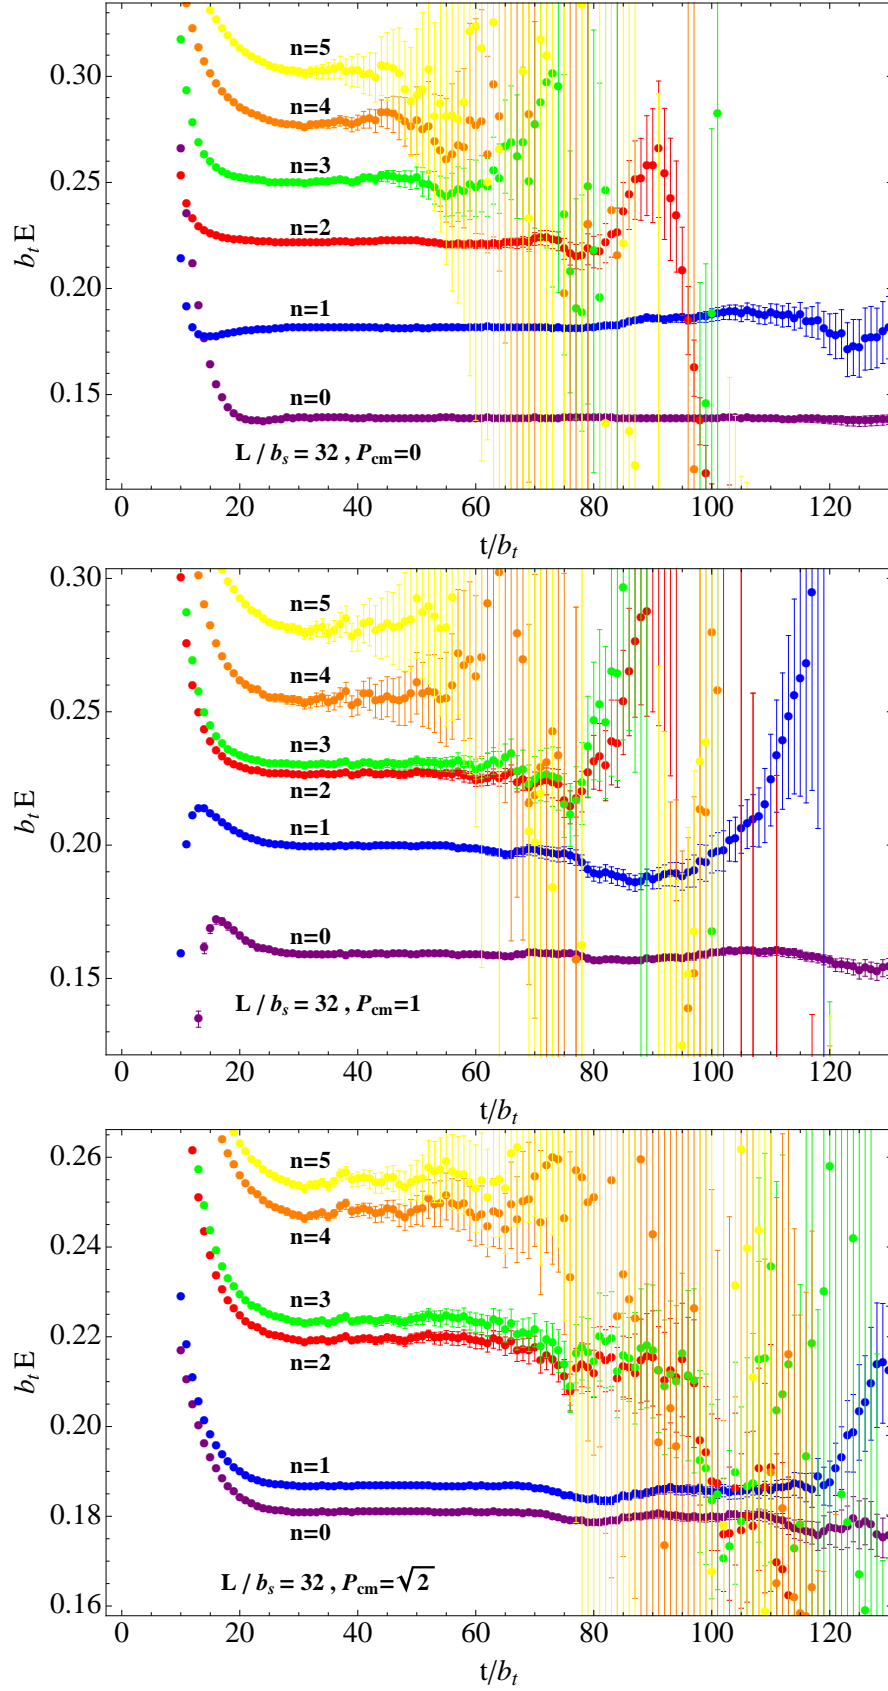 n=5
0.30
n=4
0.25
n=3
n=2
b_t E
0.20
n=1
0.15
n=0
L / b_s = 32 , P_cm=0
0 20 40 60 80 100 120
t/b_t
0.30
n=5
n=4
0.25
n=3
n=2
b_t E
0.20
n=1
n=0
0.15
L / b_s = 32 , P_cm=1
0 20 40 60 80 100 120
t/b_t
0.26
n=5
n=4
0.24
n=3
0.22
n=2
b_t E
0.20
n=1
0.18
n=0
L / b_s = 32 , P_cm=√2
0.16
0 20 40 60 80 100 120
t/b_t